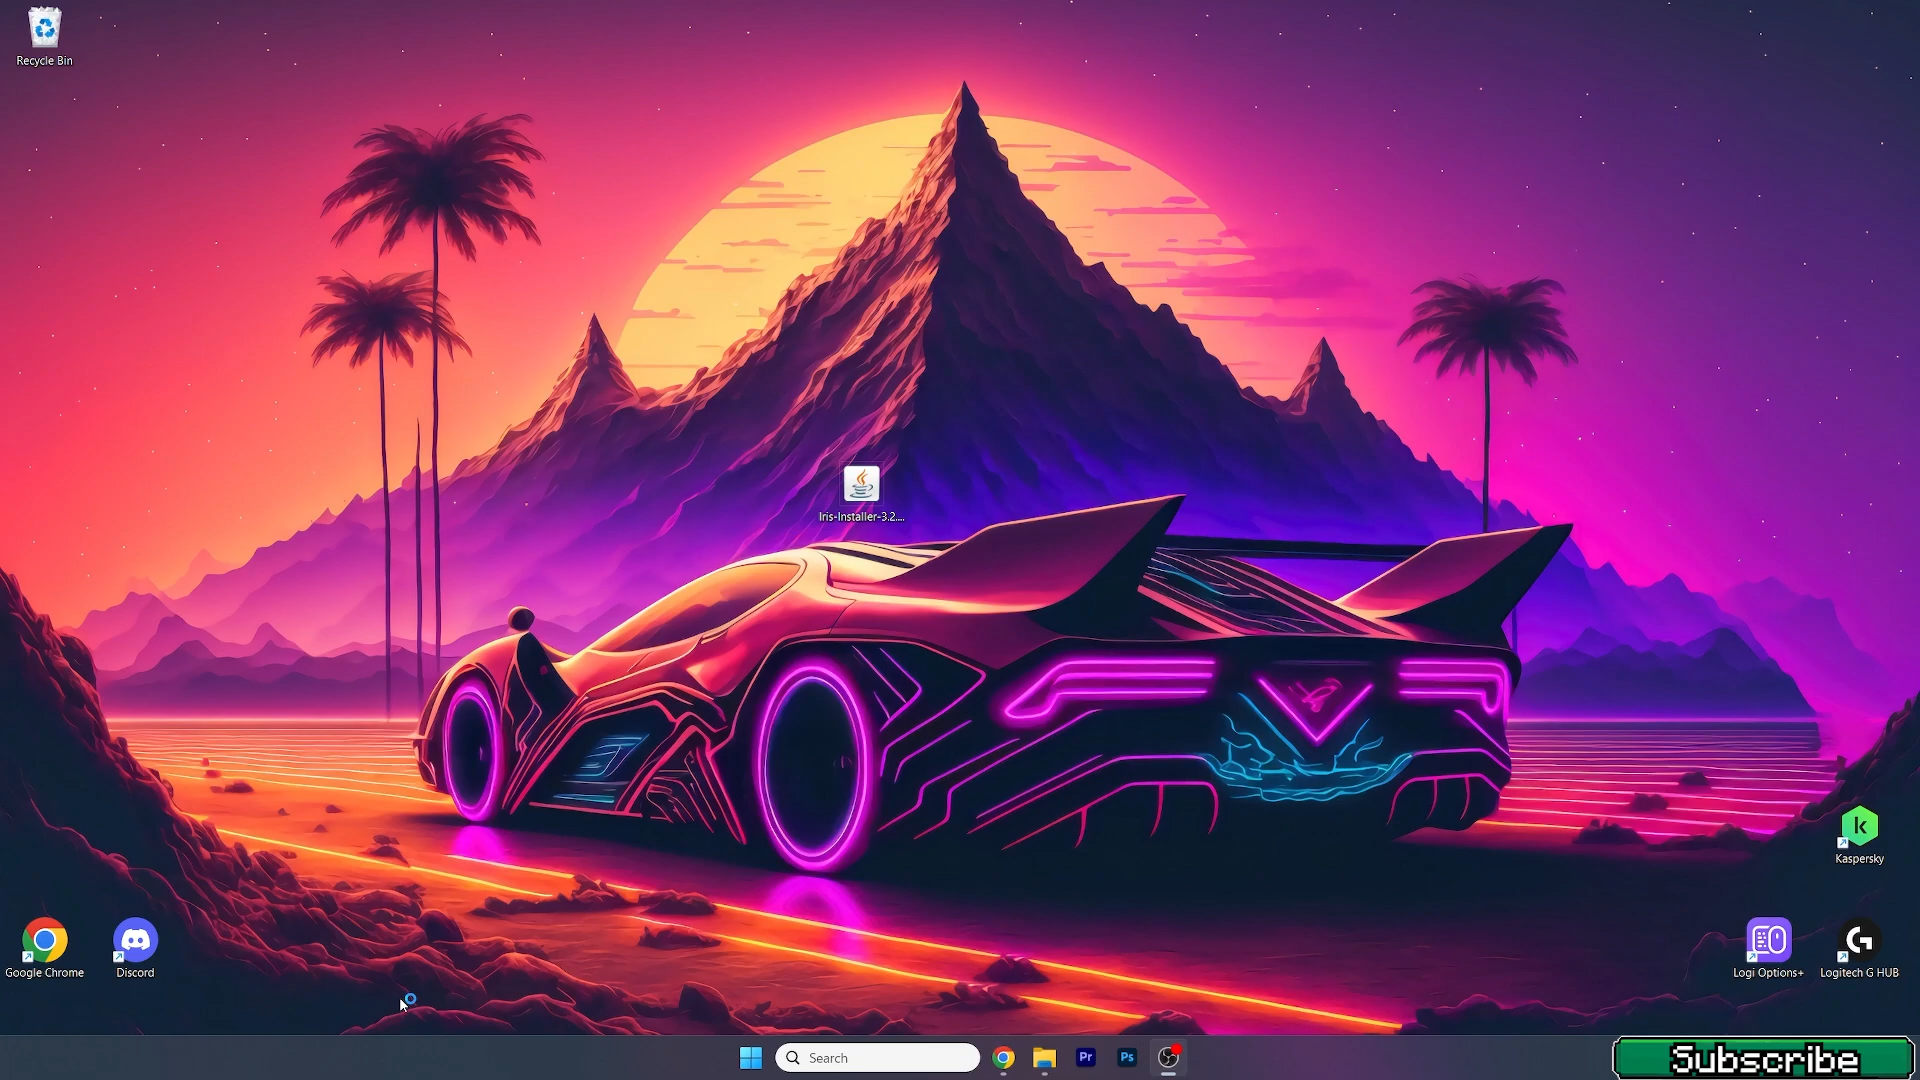 Recycle Bin
Iris-Installer-3.2....
Kaspersky
Google Chrome
Discord
Logi Options+
Logitech G HUB
Search
Pr
Ps
Subscribe